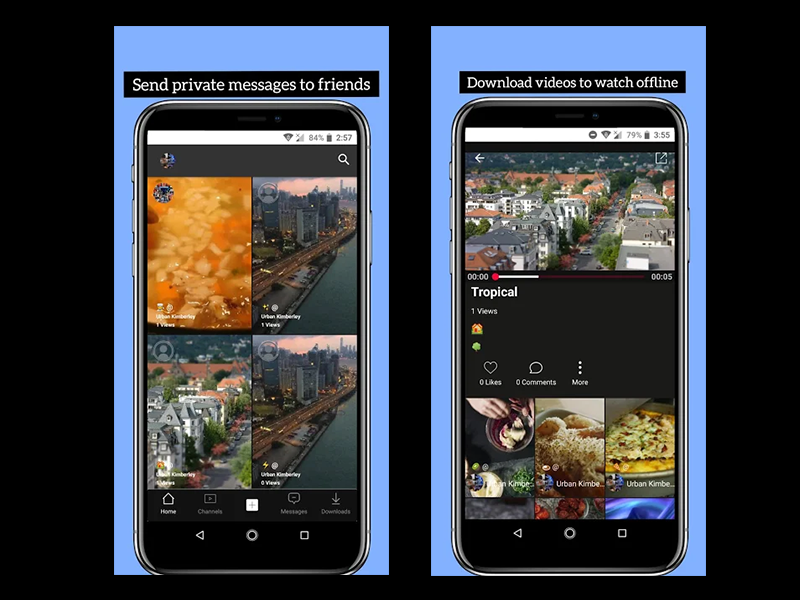 Send private messages to friends
84% 2:57
Urban Kimberley
1 Views
Urban Kimberley
1 Views
Urban Kimberley
0 Views
Urban Kimberley
0 Views
Home
Channels
Messages
Downloads
Download videos to watch offline
79% 3:55
00:00
00:05
Tropical
1 Views
0 Likes
0 Comments
More
Urban Kimbe...
Urban Kimbe...
Urban Kimbe...